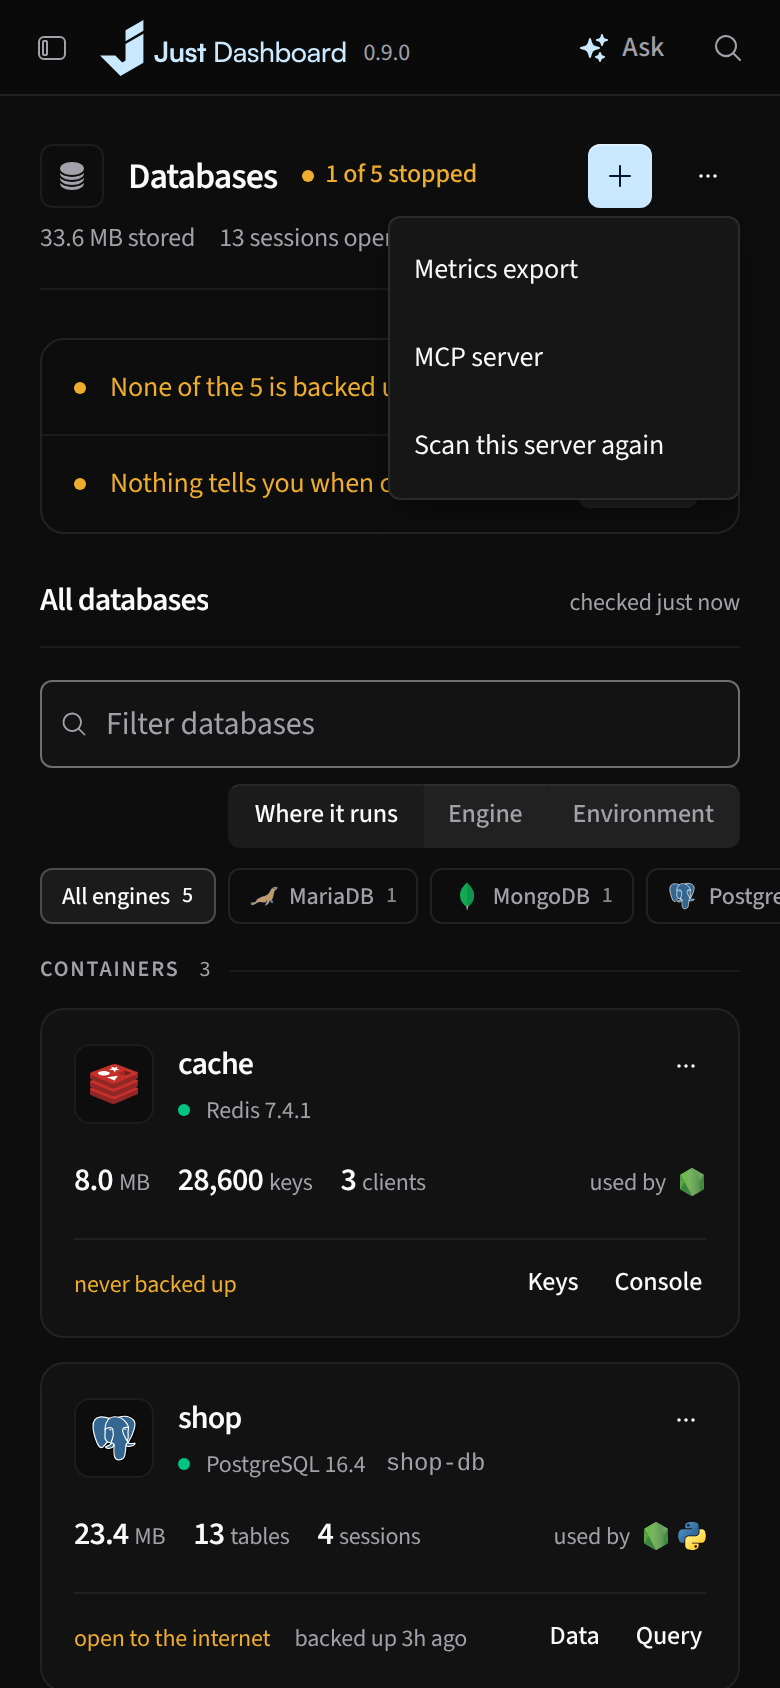 Just Dashboard 0.9.0
Ask
Databases
1 of 5 stopped
33.6 MB stored
13 sessions
Metrics export
MCP server
Scan this server again
None of the 5 is backed
Nothing tells you when
All databases
checked just now
Filter databases
Where it runs
Engine
Environment
All engines 5
MariaDB 1
MongoDB 1
CONTAINERS 3
cache
Redis 7.4.1
8.0 MB
28,600 keys
3 clients
used by
never backed up
Keys
Console
shop
PostgreSQL 16.4
shop-db
23.4 MB
13 tables
4 sessions
used by
open to the internet
backed up 3h ago
Data
Query